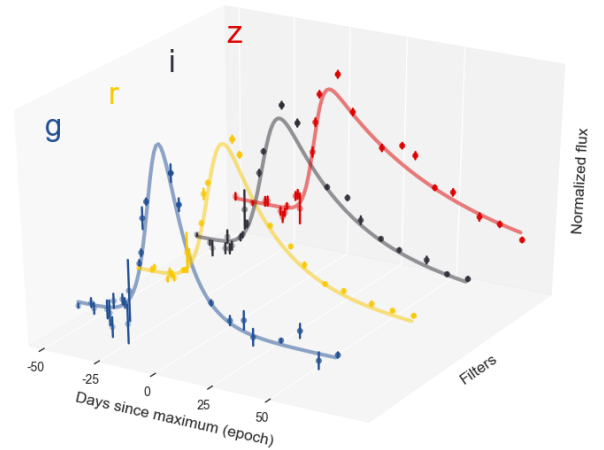 z
i
r
g
Normalized flux
Filters
-50
-25
0
25
50
Days since maximum (epoch)